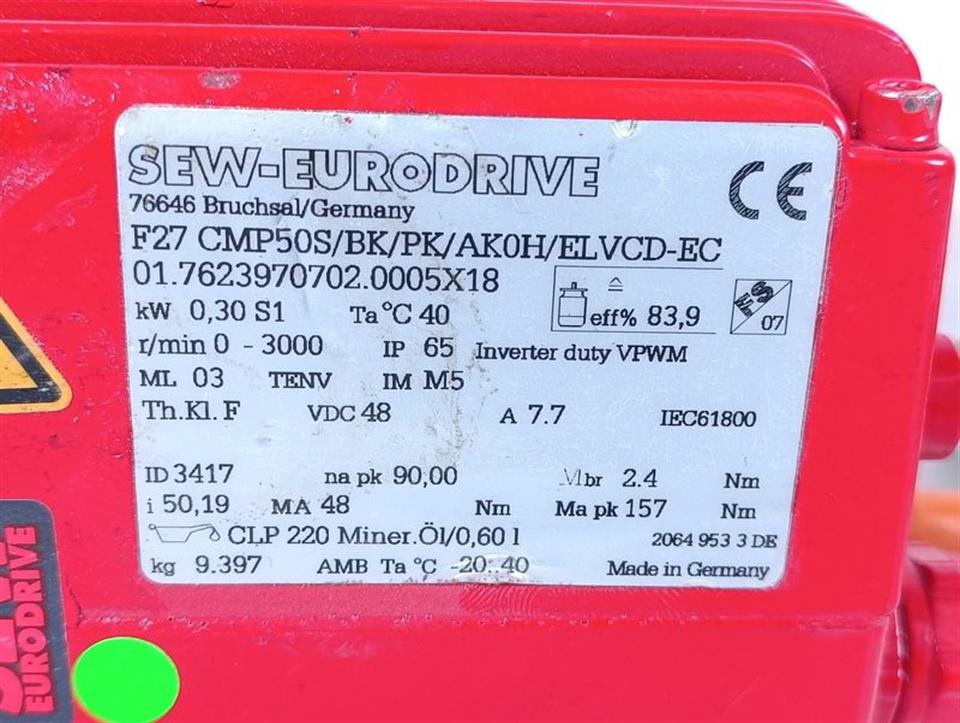 SEW-EURODRIVE
76646 Bruchsal/Germany
CE
F27 CMP50S/BK/PK/AK0H/ELVCD-EC
01.7623970702.0005X18
kW 0,30 S1 Ta°C 40
eff% 83,9
07
r/min 0 - 3000 IP 65 Inverter duty VPWM
ML 03 TENV IM M5
Th.Kl. F VDC 48 A 7.7 IEC61800
ID 3417 na pk 90,00 Mbr 2.4 Nm
i 50,19 MA 48 Nm Ma pk 157 Nm
CLP 220 Miner.Öl/0,60 l 2064 953 3 DE
kg 9.397 AMB Ta °C -20..40 Made in Germany
EURODRIVE